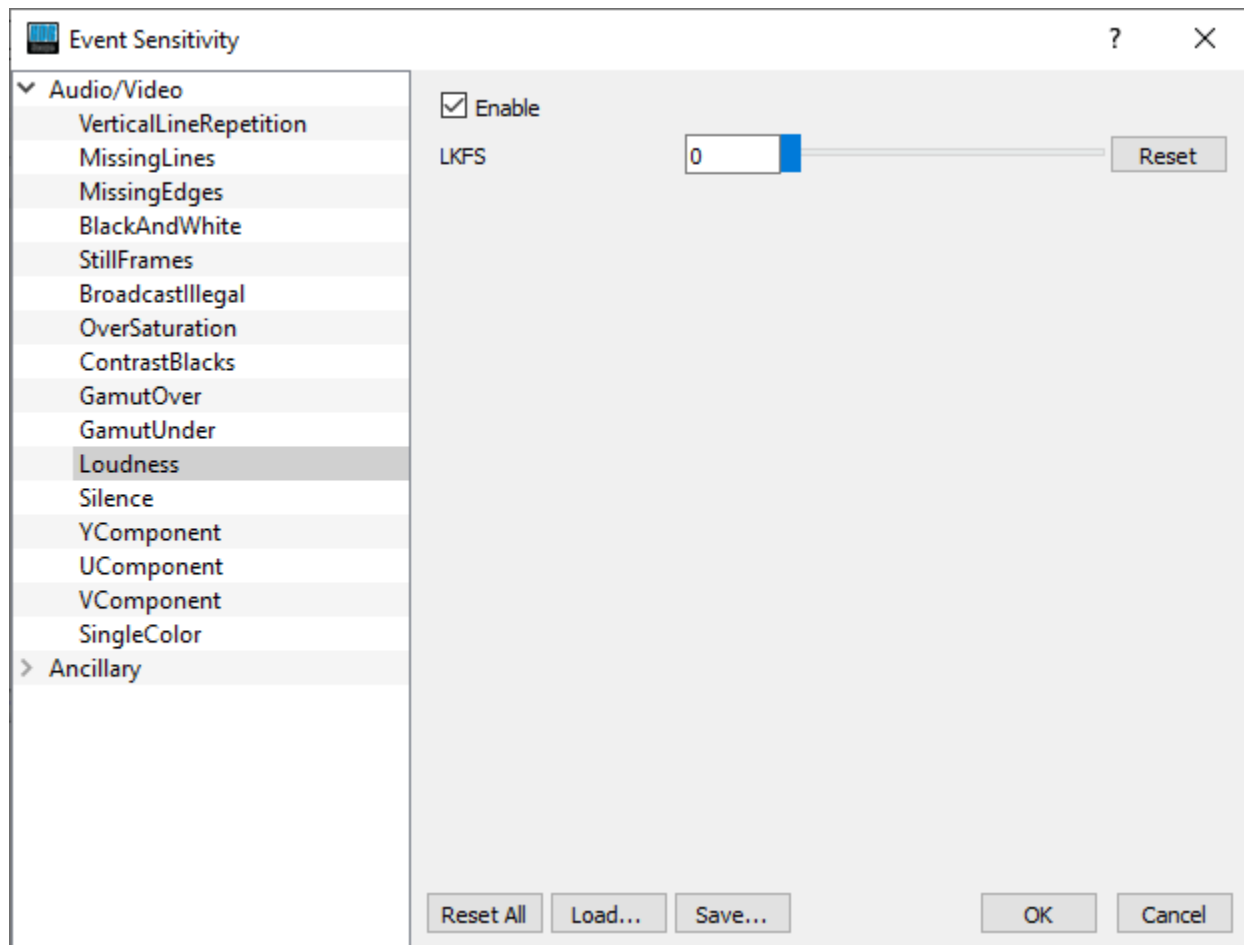 Event Sensitivity ?
Audio/Video
VerticalLineRepetition
MissingLines
MissingEdges
BlackAndWhite
StillFrames
BroadcastIllegal
OverSaturation
ContrastBlacks
GamutOver
GamutUnder
Loudness
Silence
YComponent
UComponent
VComponent
SingleColor
Ancillary
Enable
LKFS 0 Reset
Reset All Load... Save... OK Cancel